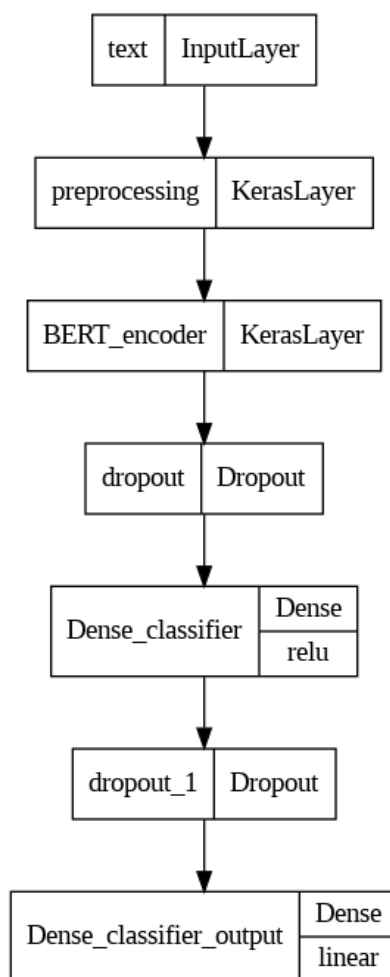 text InputLayer
preprocessing KerasLayer
BERT_encoder KerasLayer
dropout Dropout
Dense_classifier Dense
relu
dropout_1 Dropout
Dense_classifier_output Dense
linear